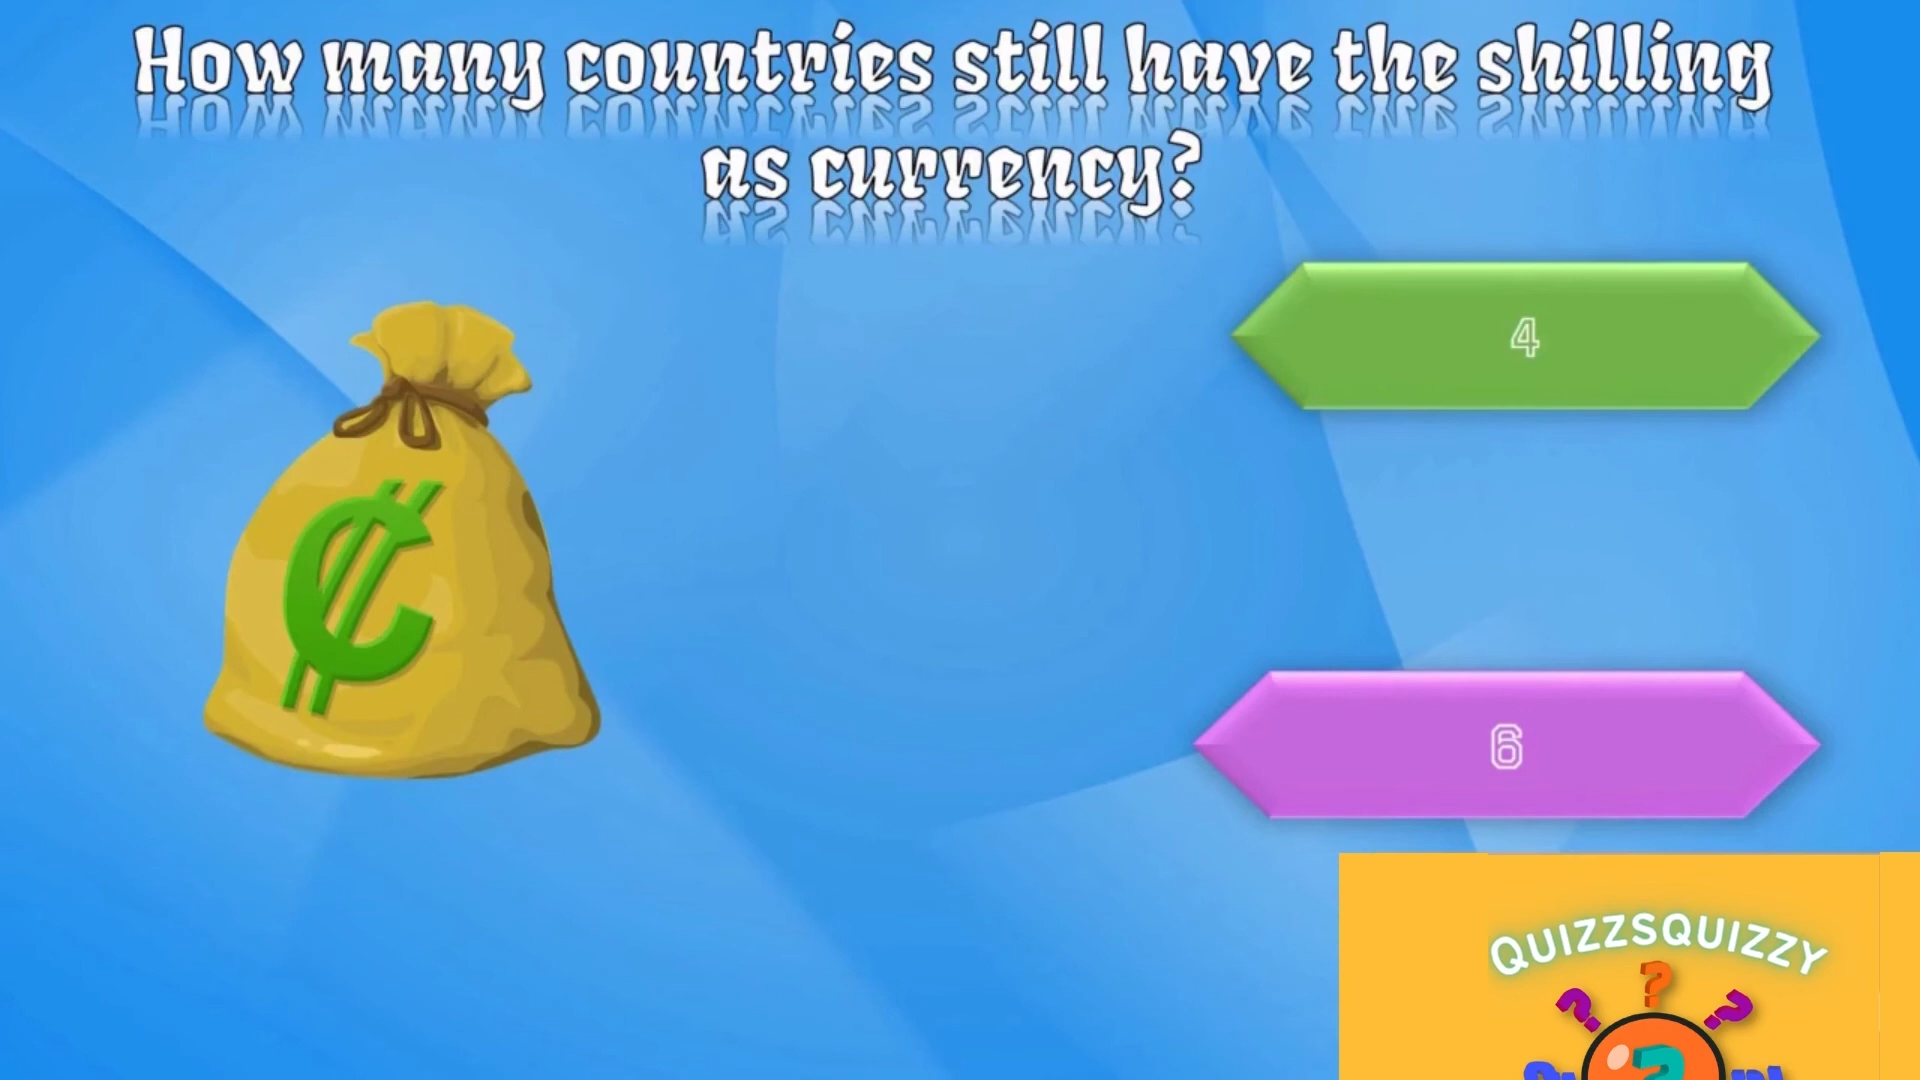 How many countries still have the shilling
as currency?
4
6
QUIZZSQUIZZY